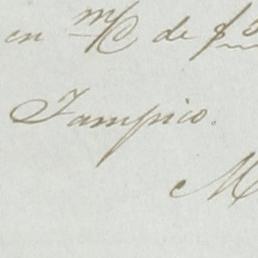 en m/C de $
Tampico.
M